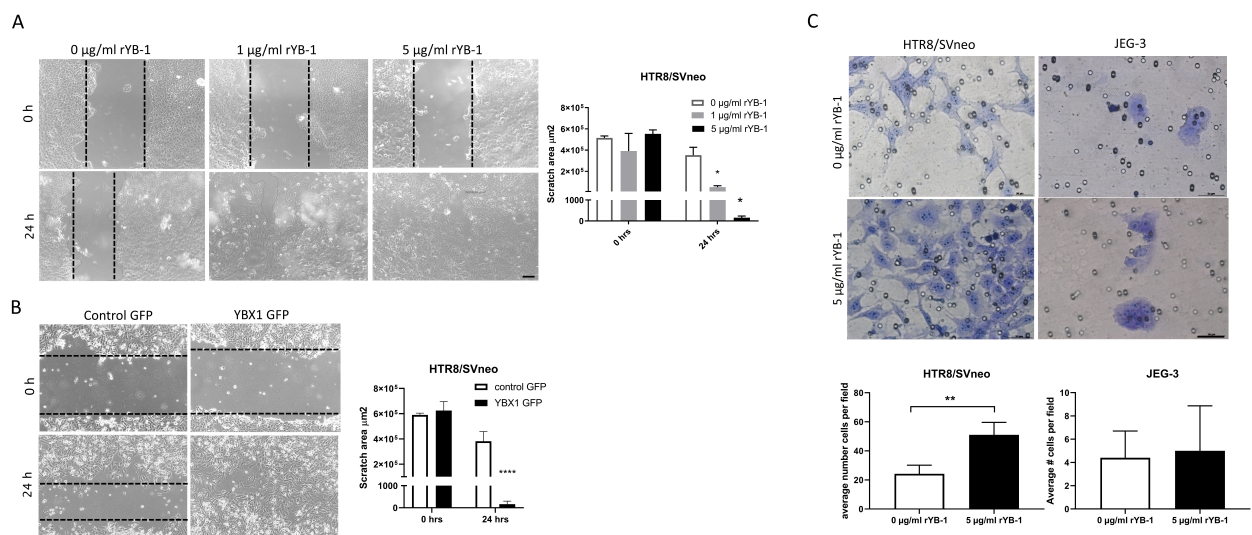 A
0 µg/ml rYB-1
1 µg/ml rYB-1
5 µg/ml rYB-1
0 h
24 h
HTR8/SVneo
Scratch area µm2
8×10⁵
6×10⁵
4×10⁵
2×10⁵
1000
0
0 µg/ml rYB-1
1 µg/ml rYB-1
5 µg/ml rYB-1
*
*
0 hrs
24 hrs
B
Control GFP
YBX1 GFP
0 h
24 h
HTR8/SVneo
Scratch area µm2
8×10⁵
6×10⁵
4×10⁵
2×10⁵
1000
0
control GFP
YBX1 GFP
****
0 hrs
24 hrs
C
HTR8/SVneo
JEG-3
0 µg/ml rYB-1
5 µg/ml rYB-1
HTR8/SVneo
average number cells per field
80
60
40
20
0
**
0 µg/ml rYB-1
5 µg/ml rYB-1
JEG-3
Average # cells per field
10
8
6
4
2
0
0 µg/ml rYB-1
5 µg/ml rYB-1